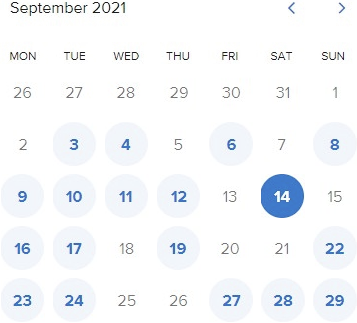 September 2021
MON TUE WED THU FRI SAT SUN
26 27 28 29 30 31 1
2 3 4 5 6 7 8
9 10 11 12 13 14 15
16 17 18 19 20 21 22
23 24 25 26 27 28 29